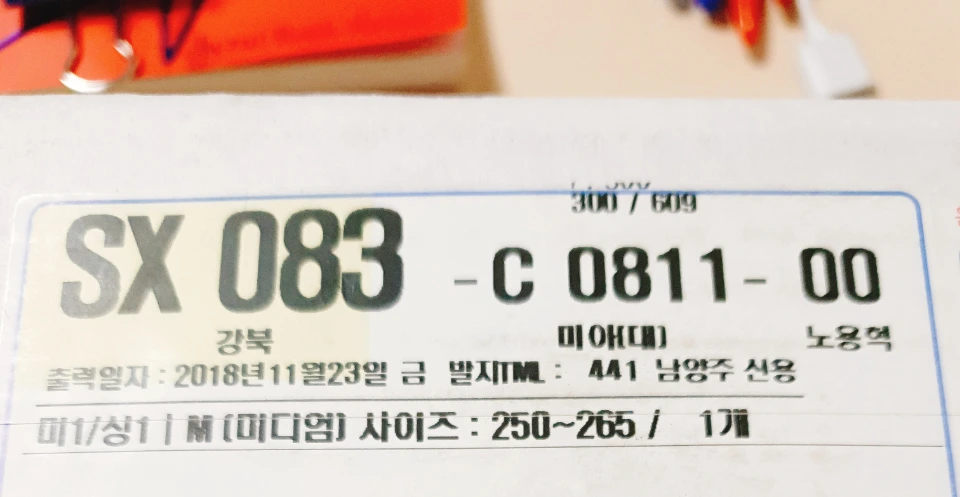 300 / 609
SX 083 - C 0811 - 00
강북 미아(대) 노용혁
출력일자 : 2018년11월23일 금 발지TML : 441 남양주 신용
미1/싱1 | M (미디엄) 사이즈 : 250~265 / 1개